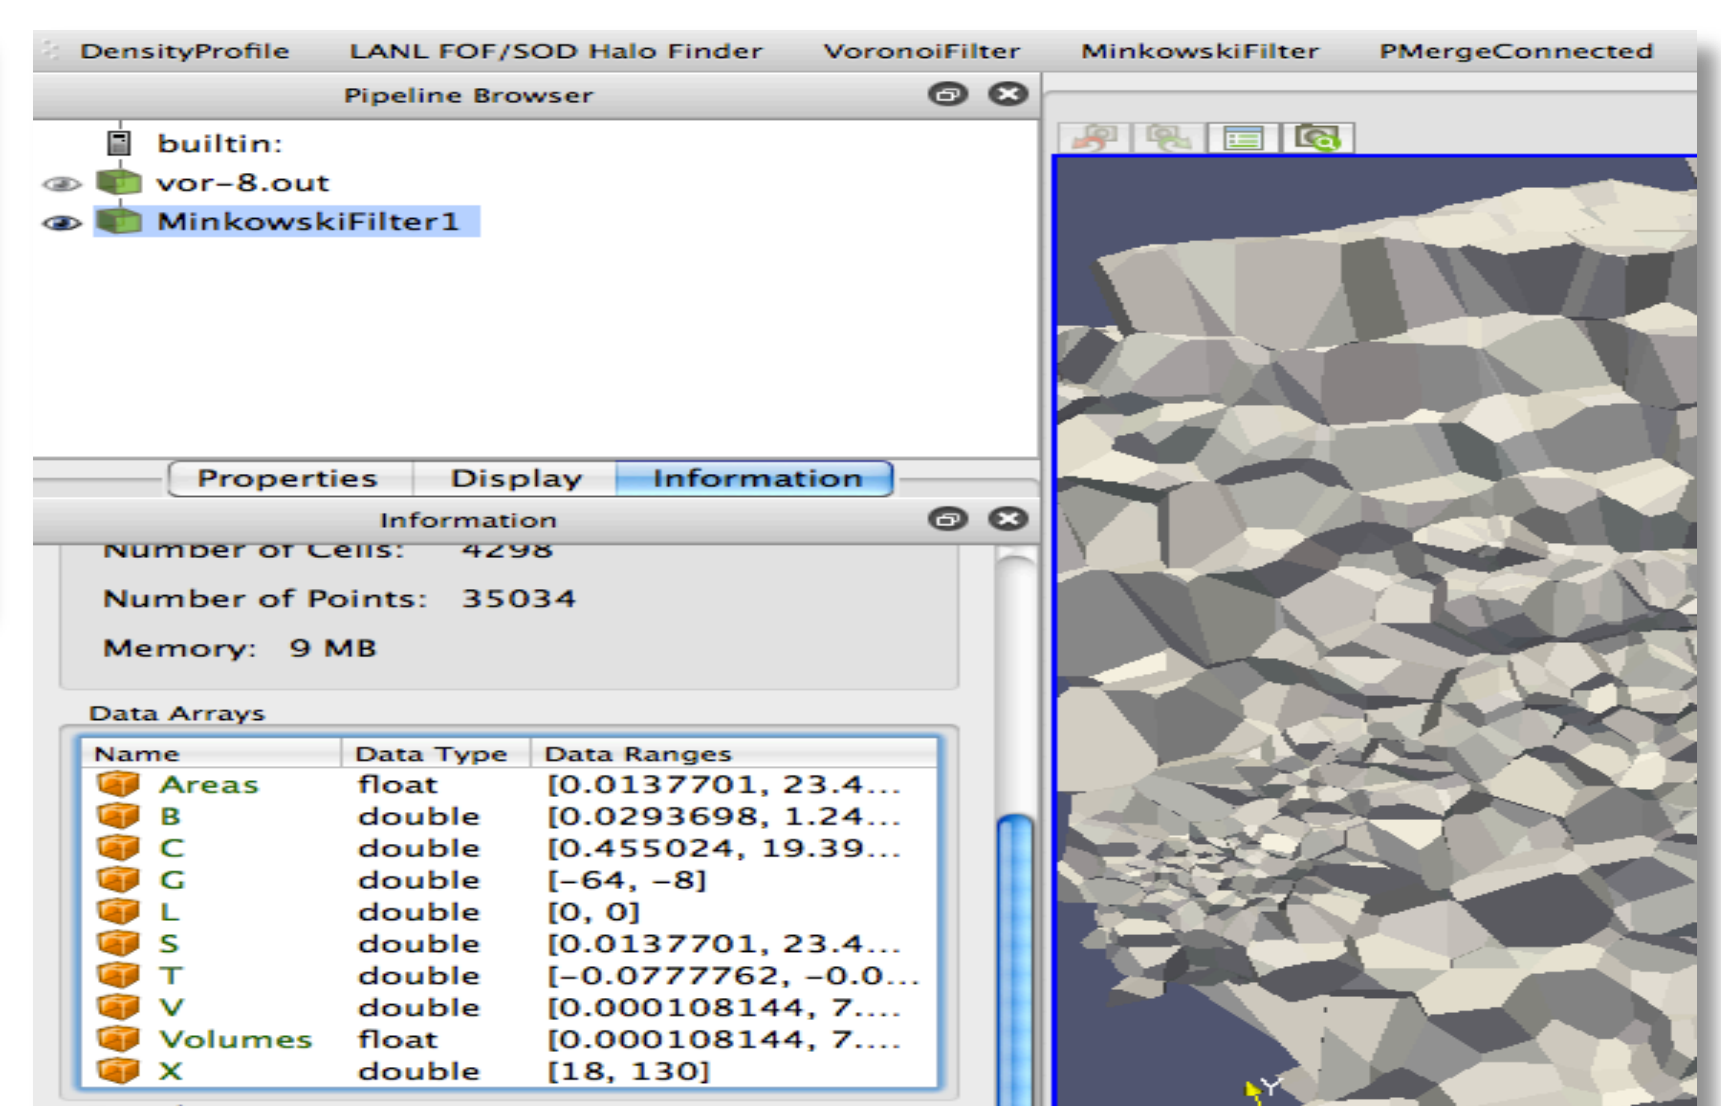 DensityProfile LANL FOF/SOD Halo Finder VoronoiFilter MinkowskiFilter PMergeConnected
Pipeline Browser
builtin:
vor-8.out
MinkowskiFilter1
Properties Display Information
Information
Number of Cells: 4298
Number of Points: 35034
Memory: 9 MB
Data Arrays
Name Data Type Data Ranges
Areas float [0.0137701, 23.4...
B double [0.0293698, 1.24...
C double [0.455024, 19.39...
G double [-64, -8]
L double [0, 0]
S double [0.0137701, 23.4...
T double [-0.0777762, -0.0...
V double [0.000108144, 7....
Volumes float [0.000108144, 7....
X double [18, 130]
Y